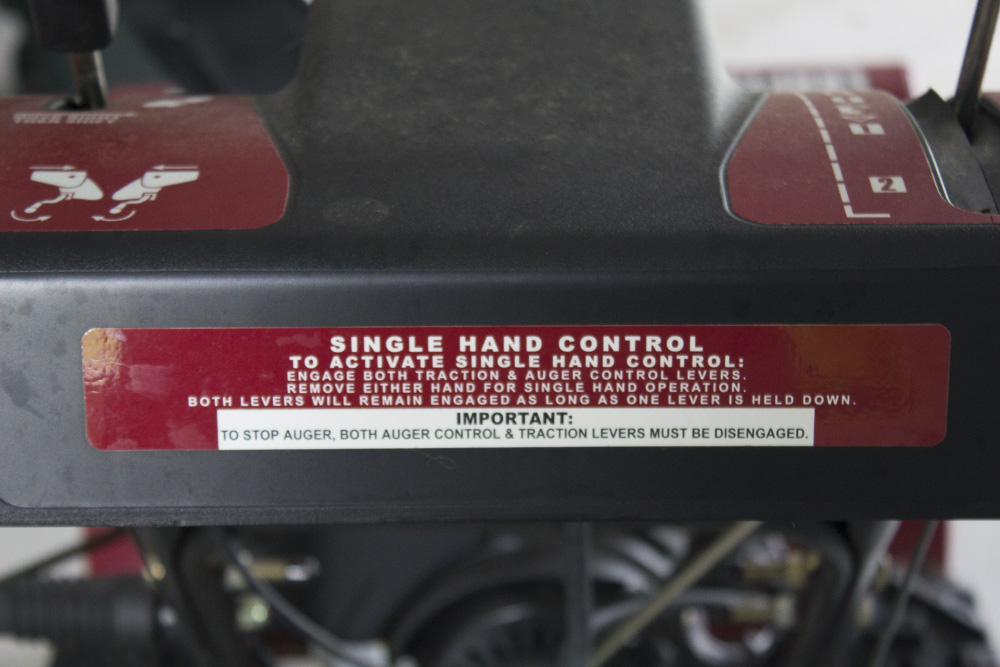 2
SINGLE HAND CONTROL
TO ACTIVATE SINGLE HAND CONTROL:
ENGAGE BOTH TRACTION & AUGER CONTROL LEVERS.
REMOVE EITHER HAND FOR SINGLE HAND OPERATION.
BOTH LEVERS WILL REMAIN ENGAGED AS LONG AS ONE LEVER IS HELD DOWN.
IMPORTANT:
TO STOP AUGER, BOTH AUGER CONTROL & TRACTION LEVERS MUST BE DISENGAGED.